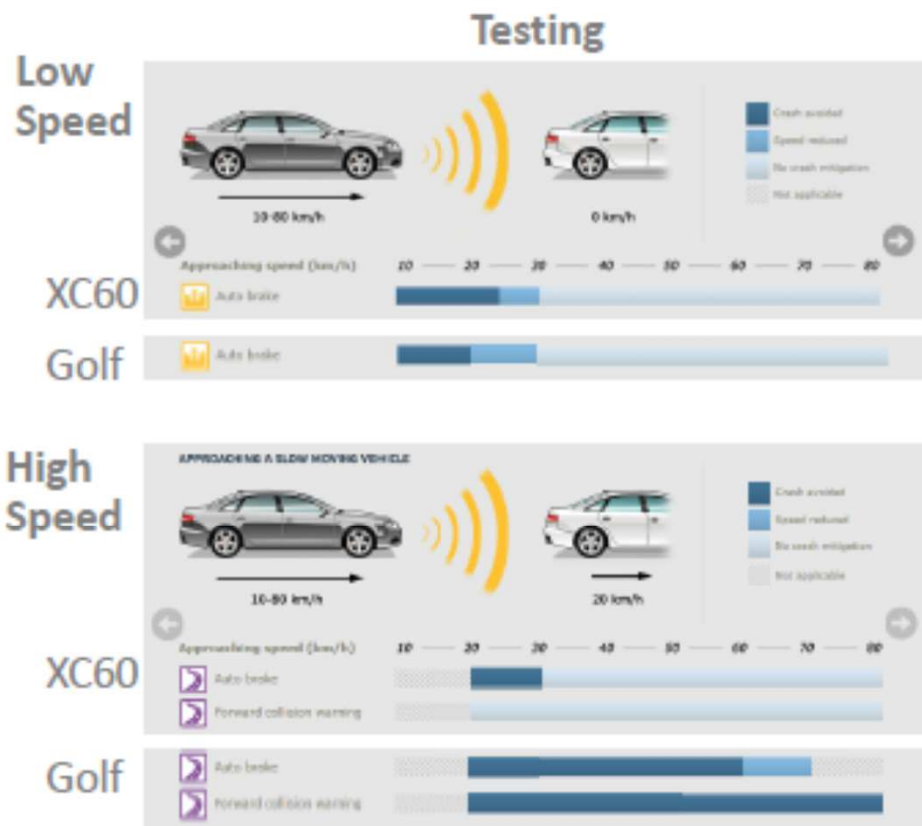 Testing
Low
Speed
Crash avoided
Speed reduced
No crash mitigation
Not applicable
10-80 km/h
0 km/h
Approaching speed (km/h) 10 20 30 40 50 60 70 80
XC60
Auto brake
Golf
Auto brake
High
Speed
APPROACHING A SLOW MOVING VEHICLE
Crash avoided
Speed reduced
No crash mitigation
Not applicable
10-80 km/h
20 km/h
Approaching speed (km/h) 10 20 30 40 50 60 70 80
XC60
Auto brake
Forward collision warning
Golf
Auto brake
Forward collision warning